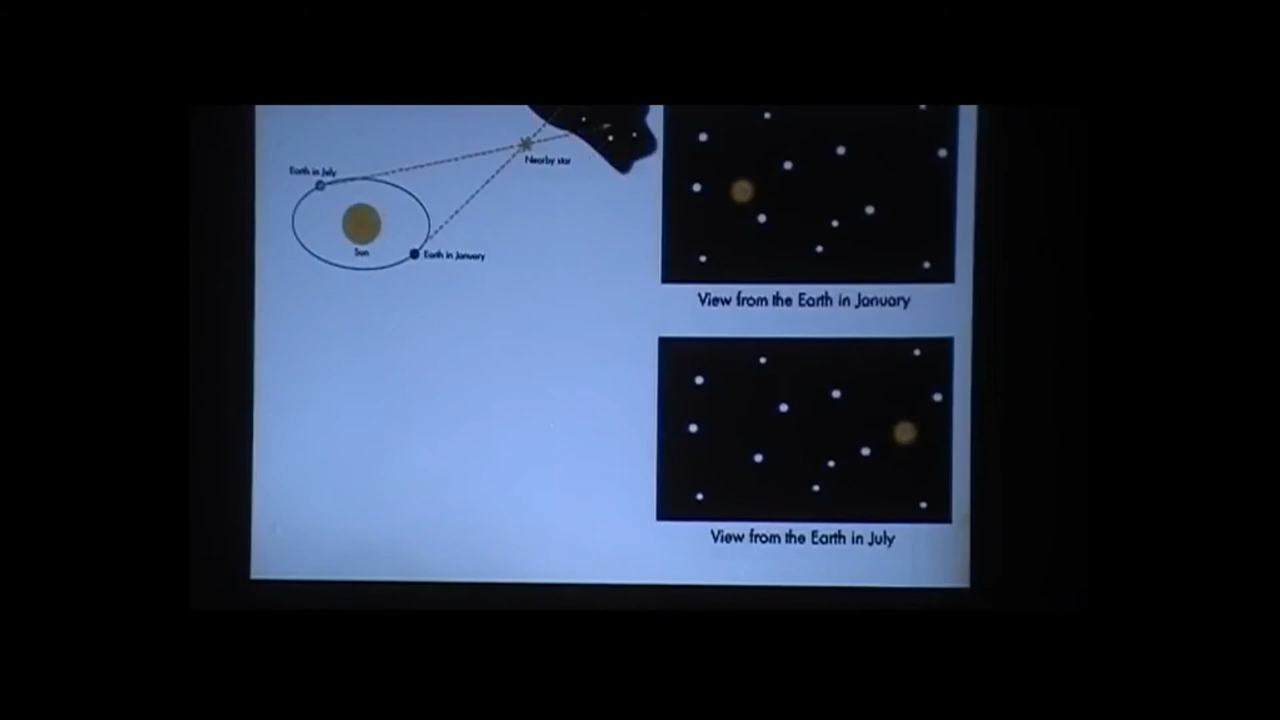 Nearby star
Earth in July
Sun
Earth in January
View from the Earth in January
View from the Earth in July